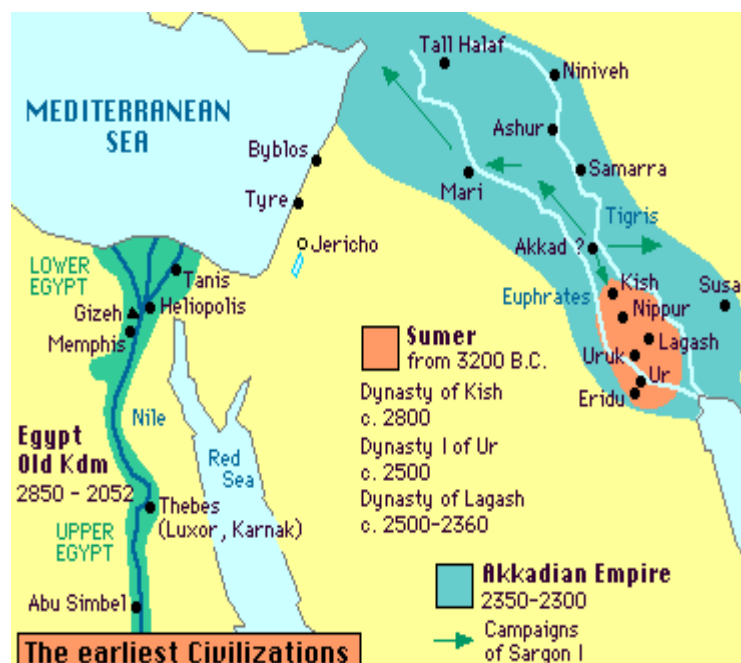 Tall Halaf
Niniveh
MEDITERRANEAN
SEA
Ashur
Byblos
Samarra
Mari
Tyre
Tigris
Jericho
Akkad ?
LOWER
EGYPT
Tanis
Kish
Susa
Euphrates
Heliopolis
Gizeh
Nippur
Memphis
Sumer
from 3200 B.C.
Lagash
Uruk
Ur
Eridu
Dynasty of Kish
c. 2800
Nile
Egypt
Old Kdm
2850 - 2052
Red
Sea
Dynasty I of Ur
c. 2500
Dynasty of Lagash
c. 2500-2360
Thebes
(Luxor, Karnak)
UPPER
EGYPT
Akkadian Empire
2350-2300
Abu Simbel
Campaigns
of Sargon I
The earliest Civilizations